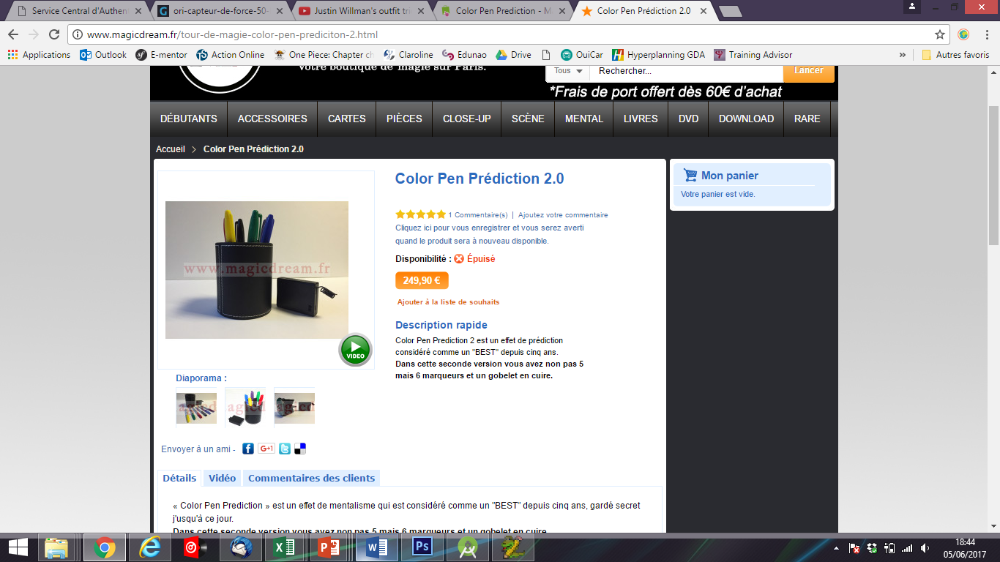 Service Central d'Authen
ori-capteur-de-force-50-
Justin Willman's outfit tri
Color Pen Prediction - M
Color Pen Prédiction 2.0
www.magicdream.fr/tour-de-magie-color-pen-prediciton-2.html
Applications
Outlook
E-mentor
Action Online
One Piece: Chapter ch
Claroline
Edunao
Drive
OuiCar
Hyperplanning GDA
Training Advisor
»
Autres favoris
Votre boutique de magie sur Paris.
Tous
Rechercher...
Lancer
*Frais de port offert dès 60€ d'achat
DÉBUTANTS
ACCESSOIRES
CARTES
PIÈCES
CLOSE-UP
SCÈNE
MENTAL
LIVRES
DVD
DOWNLOAD
RARE
Accueil > Color Pen Prédiction 2.0
www.magicdream.fr
VIDEO
Color Pen Prédiction 2.0
1 Commentaire(s) | Ajoutez votre commentaire
Cliquez ici pour vous enregistrer et vous serez averti
quand le produit sera à nouveau disponible.
Disponibilité : Épuisé
249,90 €
Ajouter à la liste de souhaits
Description rapide
Color Pen Prediction 2 est un effet de prédiction
considéré comme un "BEST" depuis cinq ans.
Dans cette seconde version vous avez non pas 5
mais 6 marqueurs et un gobelet en cuire.
Mon panier
Votre panier est vide.
Diaporama :
Envoyer à un ami -
Détails
Vidéo
Commentaires des clients
« Color Pen Prediction » est un effet de mentalisme qui est considéré comme un "BEST" depuis cinq ans, gardé secret
j'usqu'à ce jour.
Dans cette seconde version vous avez non pas 5 mais 6 marqueurs et un gobelet en cuire
18:44
05/06/2017